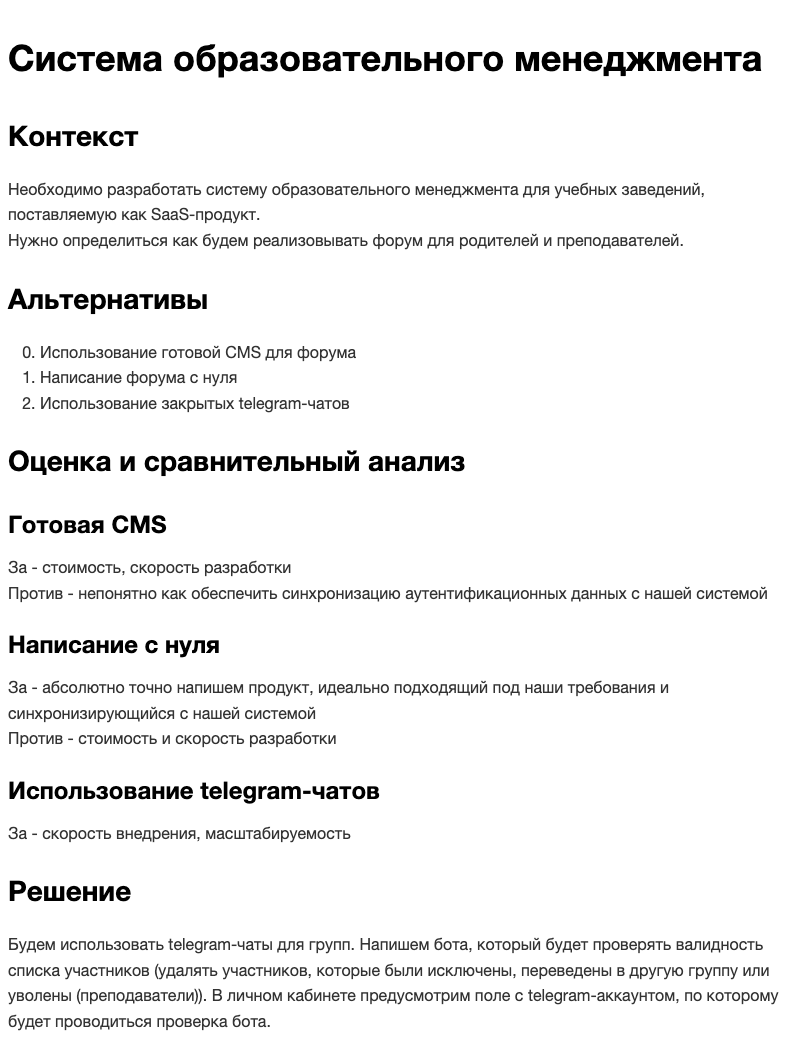 Система образовательного менеджмента
Контекст
Необходимо разработать систему образовательного менеджмента для учебных заведений,
поставляемую как SaaS-продукт.
Нужно определиться как будем реализовывать форум для родителей и преподавателей.
Альтернативы
0. Использование готовой CMS для форума
1. Написание форума с нуля
2. Использование закрытых telegram-чатов
Оценка и сравнительный анализ
Готовая CMS
За - стоимость, скорость разработки
Против - непонятно как обеспечить синхронизацию аутентификационных данных с нашей системой
Написание с нуля
За - абсолютно точно напишем продукт, идеально подходящий под наши требования и
синхронизирующийся с нашей системой
Против - стоимость и скорость разработки
Использование telegram-чатов
За - скорость внедрения, масштабируемость
Решение
Будем использовать telegram-чаты для групп. Напишем бота, который будет проверять валидность
списка участников (удалять участников, которые были исключены, переведены в другую группу или
уволены (преподаватели)). В личном кабинете предусмотрим поле с telegram-аккаунтом, по которому
будет проводиться проверка бота.